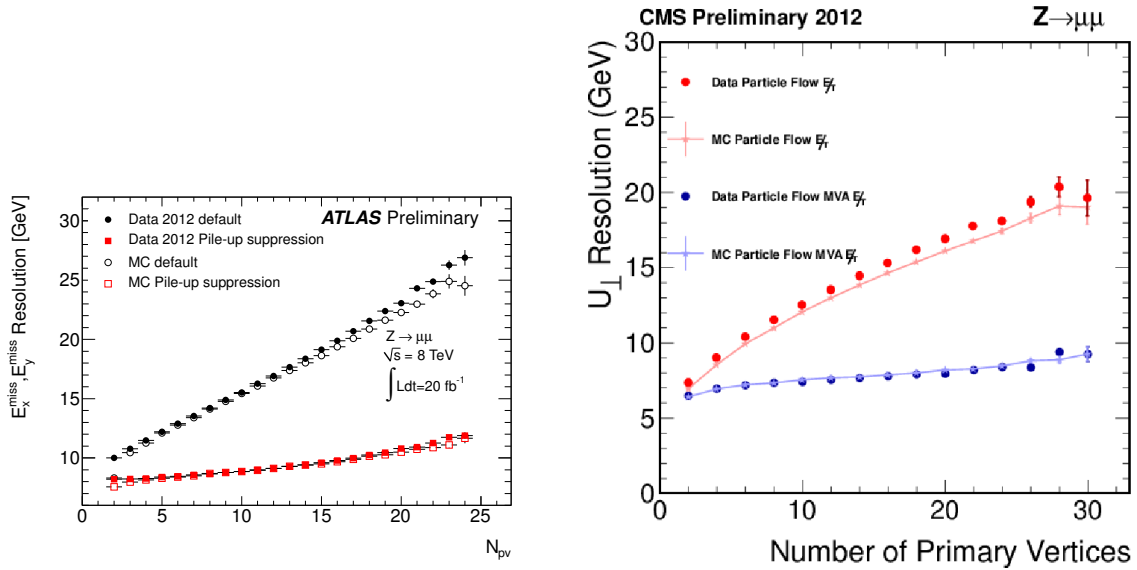 ATLAS Preliminary
Data 2012 default
Data 2012 Pile-up suppression
MC default
MC Pile-up suppression
Z → μμ
√s = 8 TeV
∫Ldt=20 fb⁻¹
E_x^miss,E_y^miss Resolution [GeV]
30
25
20
15
10
0 5 10 15 20 25
N_pv
CMS Preliminary 2012 Z→μμ
Data Particle Flow E̸_T
MC Particle Flow E̸_T
Data Particle Flow MVA E̸_T
MC Particle Flow MVA E̸_T
U_⊥ Resolution (GeV)
30
25
20
15
10
5
0
0 10 20 30
Number of Primary Vertices